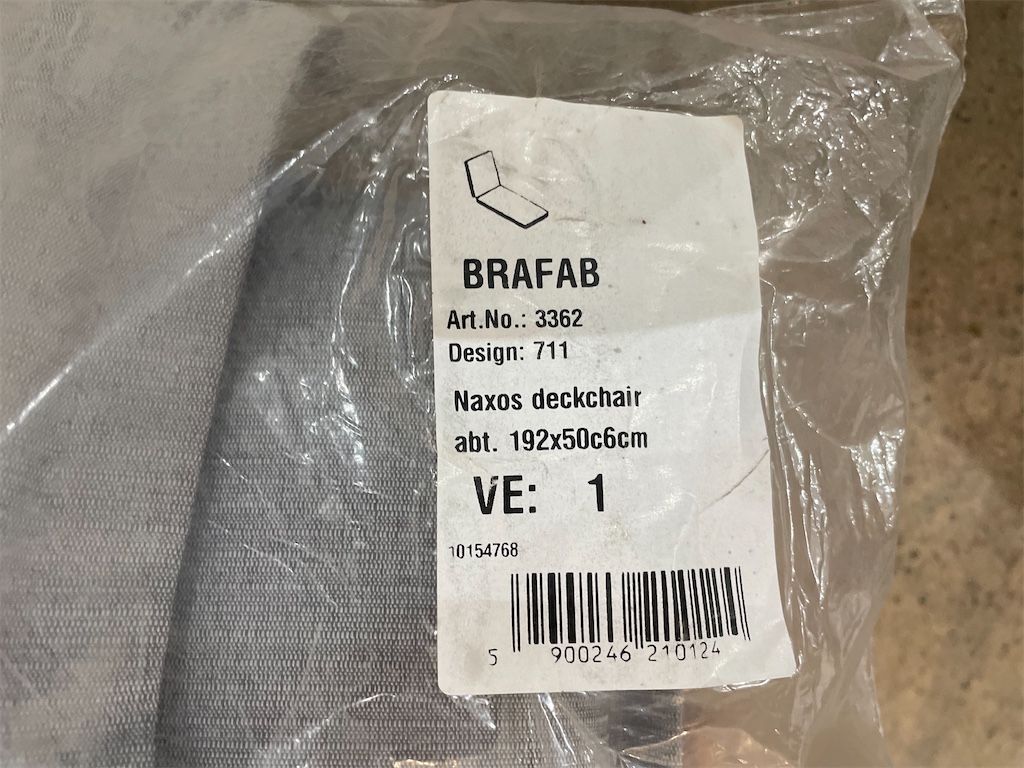 BRAFAB
Art.No.: 3362
Design: 711
Naxos deckchair
abt. 192x50c6cm
VE: 1
10154768
5 900246 210124